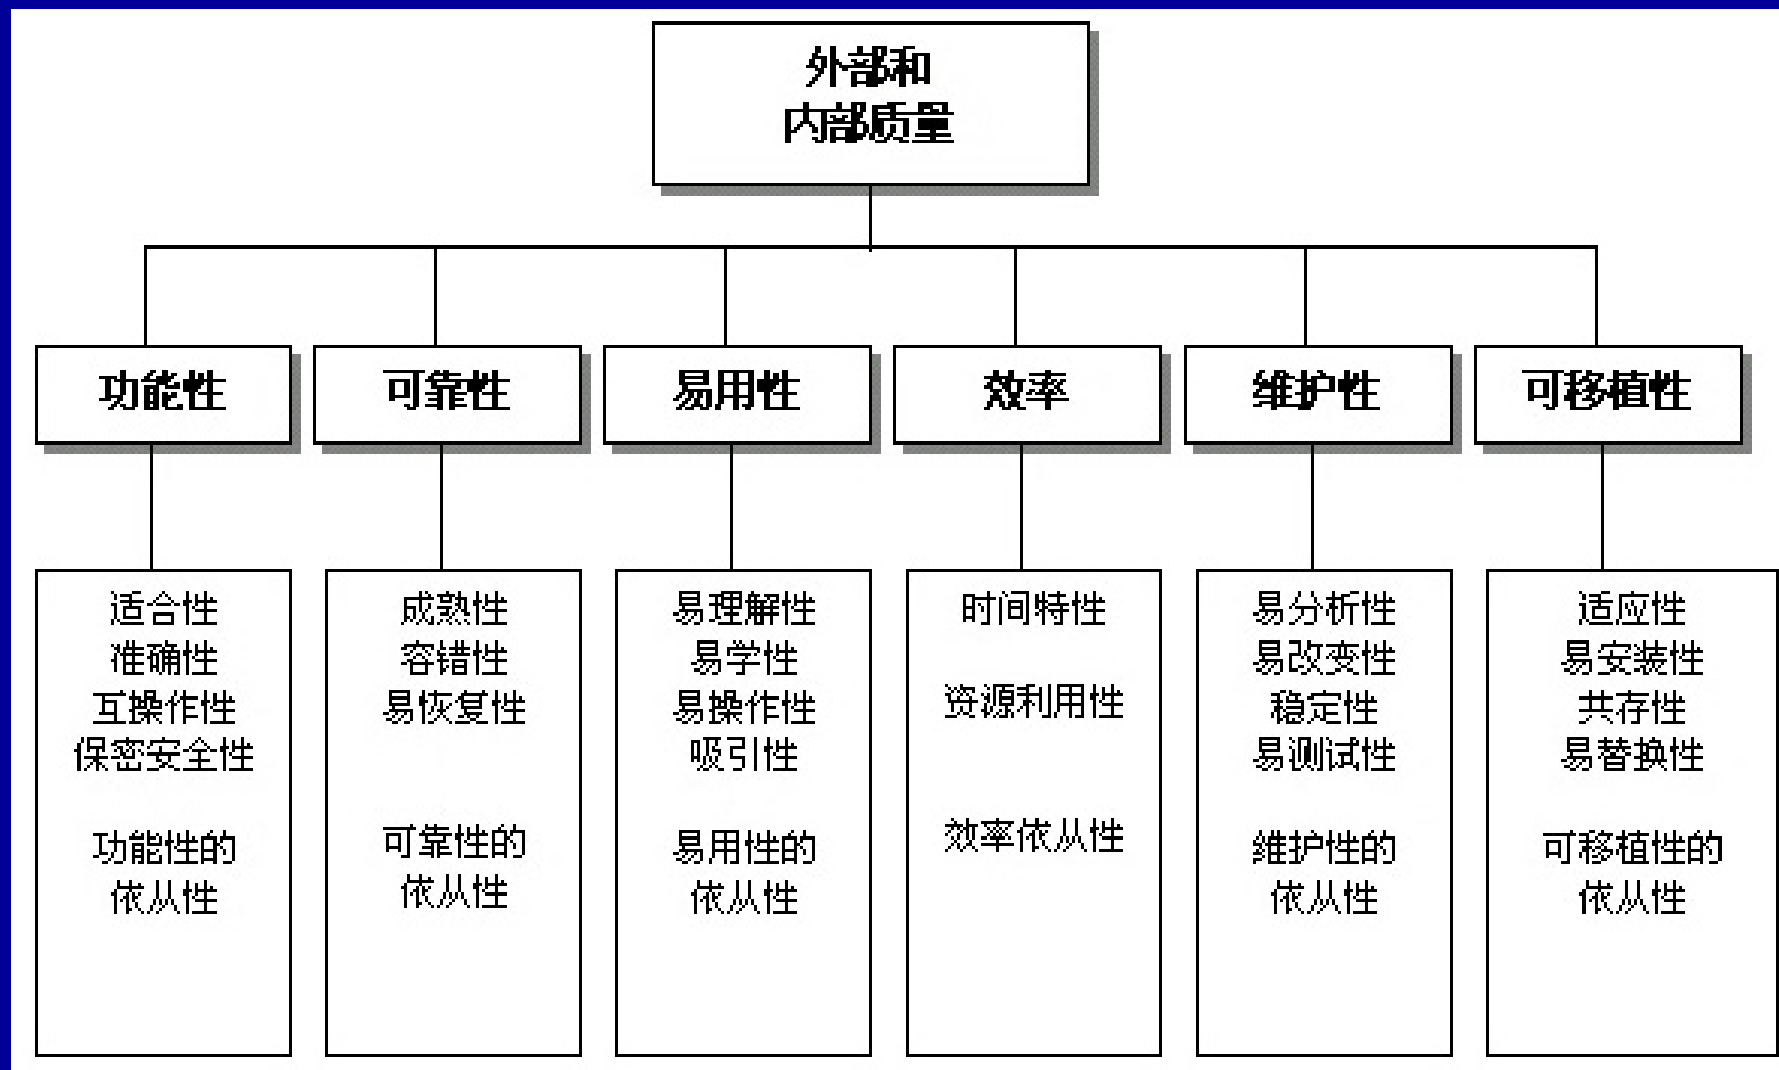 外部和
内部质量
功能性
可靠性
易用性
效率
维护性
可移植性
适合性
准确性
互操作性
保密安全性
功能性的
依从性
成熟性
容错性
易恢复性
可靠性的
依从性
易理解性
易学性
易操作性
吸引性
易用性的
依从性
时间特性
资源利用性
效率依从性
易分析性
易改变性
稳定性
易测试性
维护性的
依从性
适应性
易安装性
共存性
易替换性
可移植性的
依从性